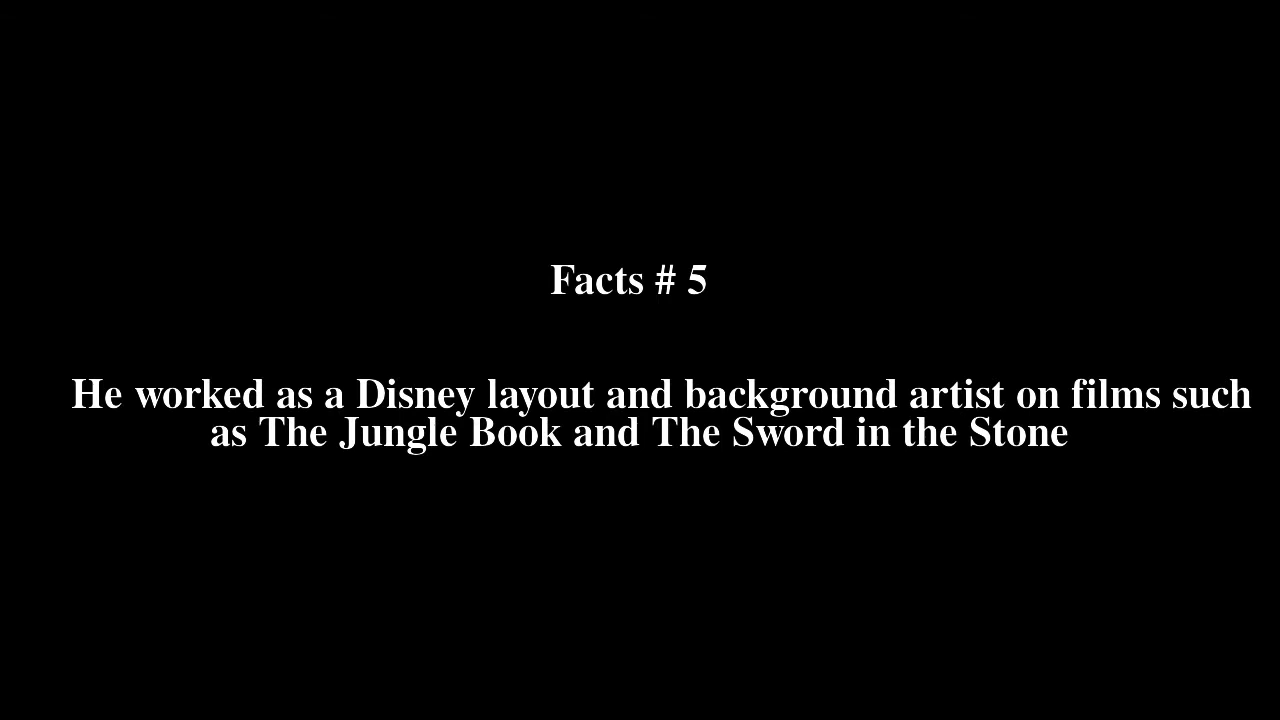 Facts # 5
He worked as a Disney layout and background artist on films such
as The Jungle Book and The Sword in the Stone